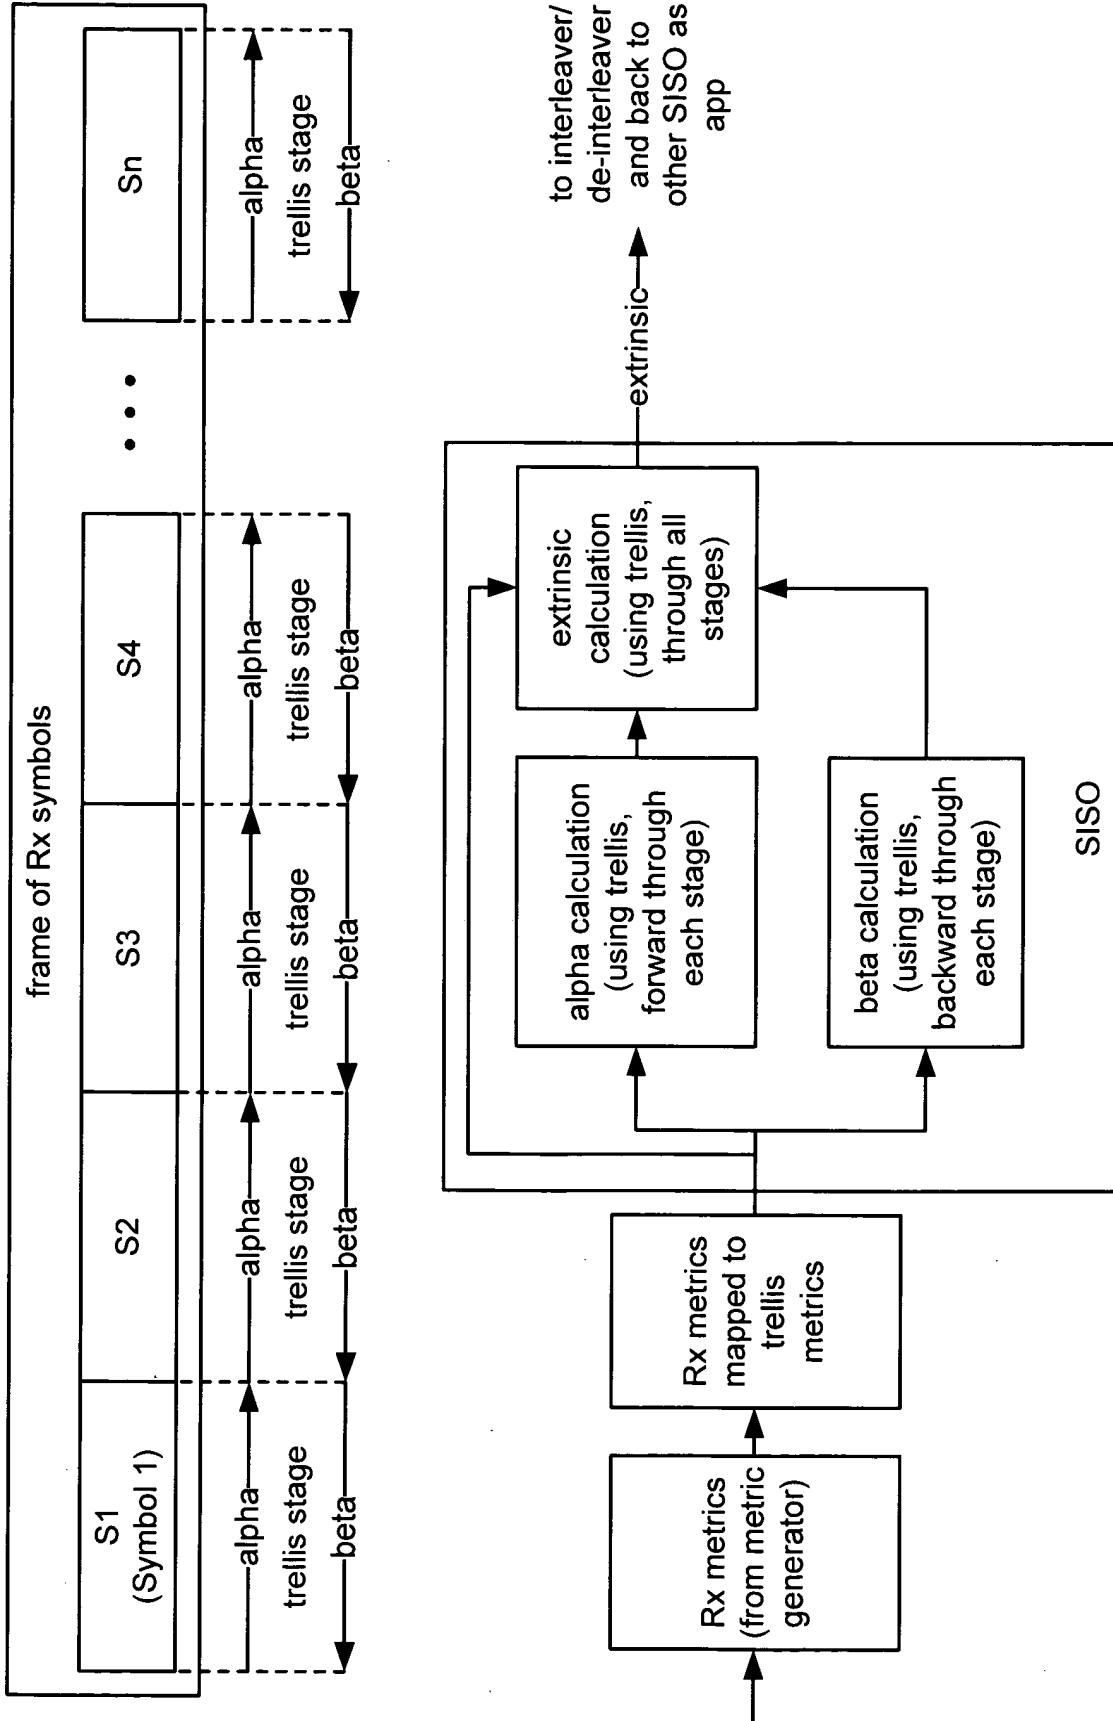 frame of Rx symbols
S1
(Symbol 1)
S2
S3
S4
Sn
alpha
trellis stage
beta
alpha
trellis stage
beta
alpha
trellis stage
beta
alpha
trellis stage
beta
alpha
trellis stage
beta
Rx metrics
(from metric
generator)
Rx metrics
mapped to
trellis
metrics
alpha calculation
(using trellis,
forward through
each stage)
beta calculation
(using trellis,
backward through
each stage)
extrinsic
calculation
(using trellis,
through all
stages)
SISO
extrinsic
to interleaver/
de-interleaver
and back to
other SISO as
app